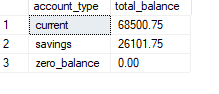 account_type total_balance
1 current 68500.75
2 savings 26101.75
3 zero_balance 0.00